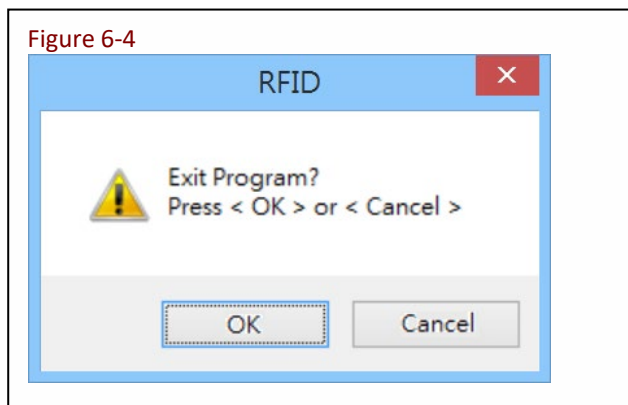 Figure 6-4
RFID
Exit Program?
Press < OK > or < Cancel >
OK
Cancel